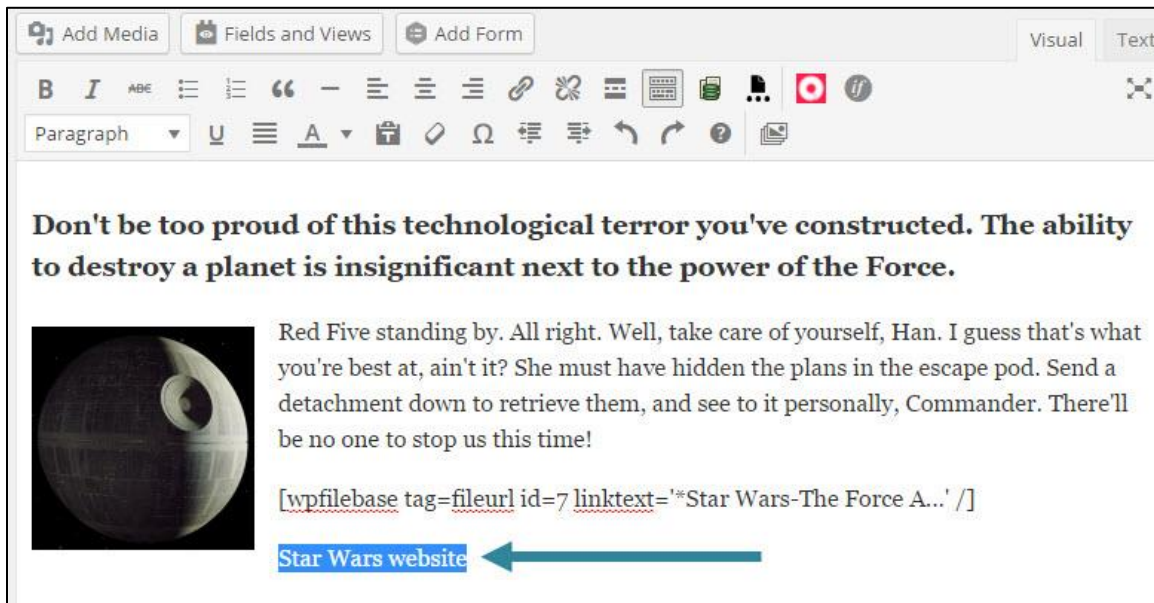 Add Media Fields and Views Add Form Visual Text
B I ABE
Paragraph U A T Ω ?
Don't be too proud of this technological terror you've constructed. The ability
to destroy a planet is insignificant next to the power of the Force.
Red Five standing by. All right. Well, take care of yourself, Han. I guess that's what
you're best at, ain't it? She must have hidden the plans in the escape pod. Send a
detachment down to retrieve them, and see to it personally, Commander. There'll
be no one to stop us this time!
[wpfilebase tag=fileurl id=7 linktext='*Star Wars-The Force A...' /]
Star Wars website